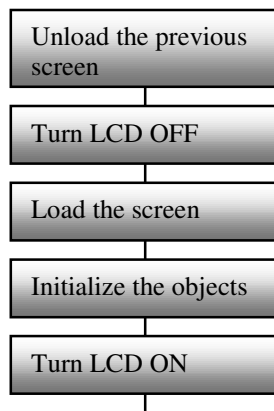 Unload the previous
screen
Turn LCD OFF
Load the screen
Initialize the objects
Turn LCD ON